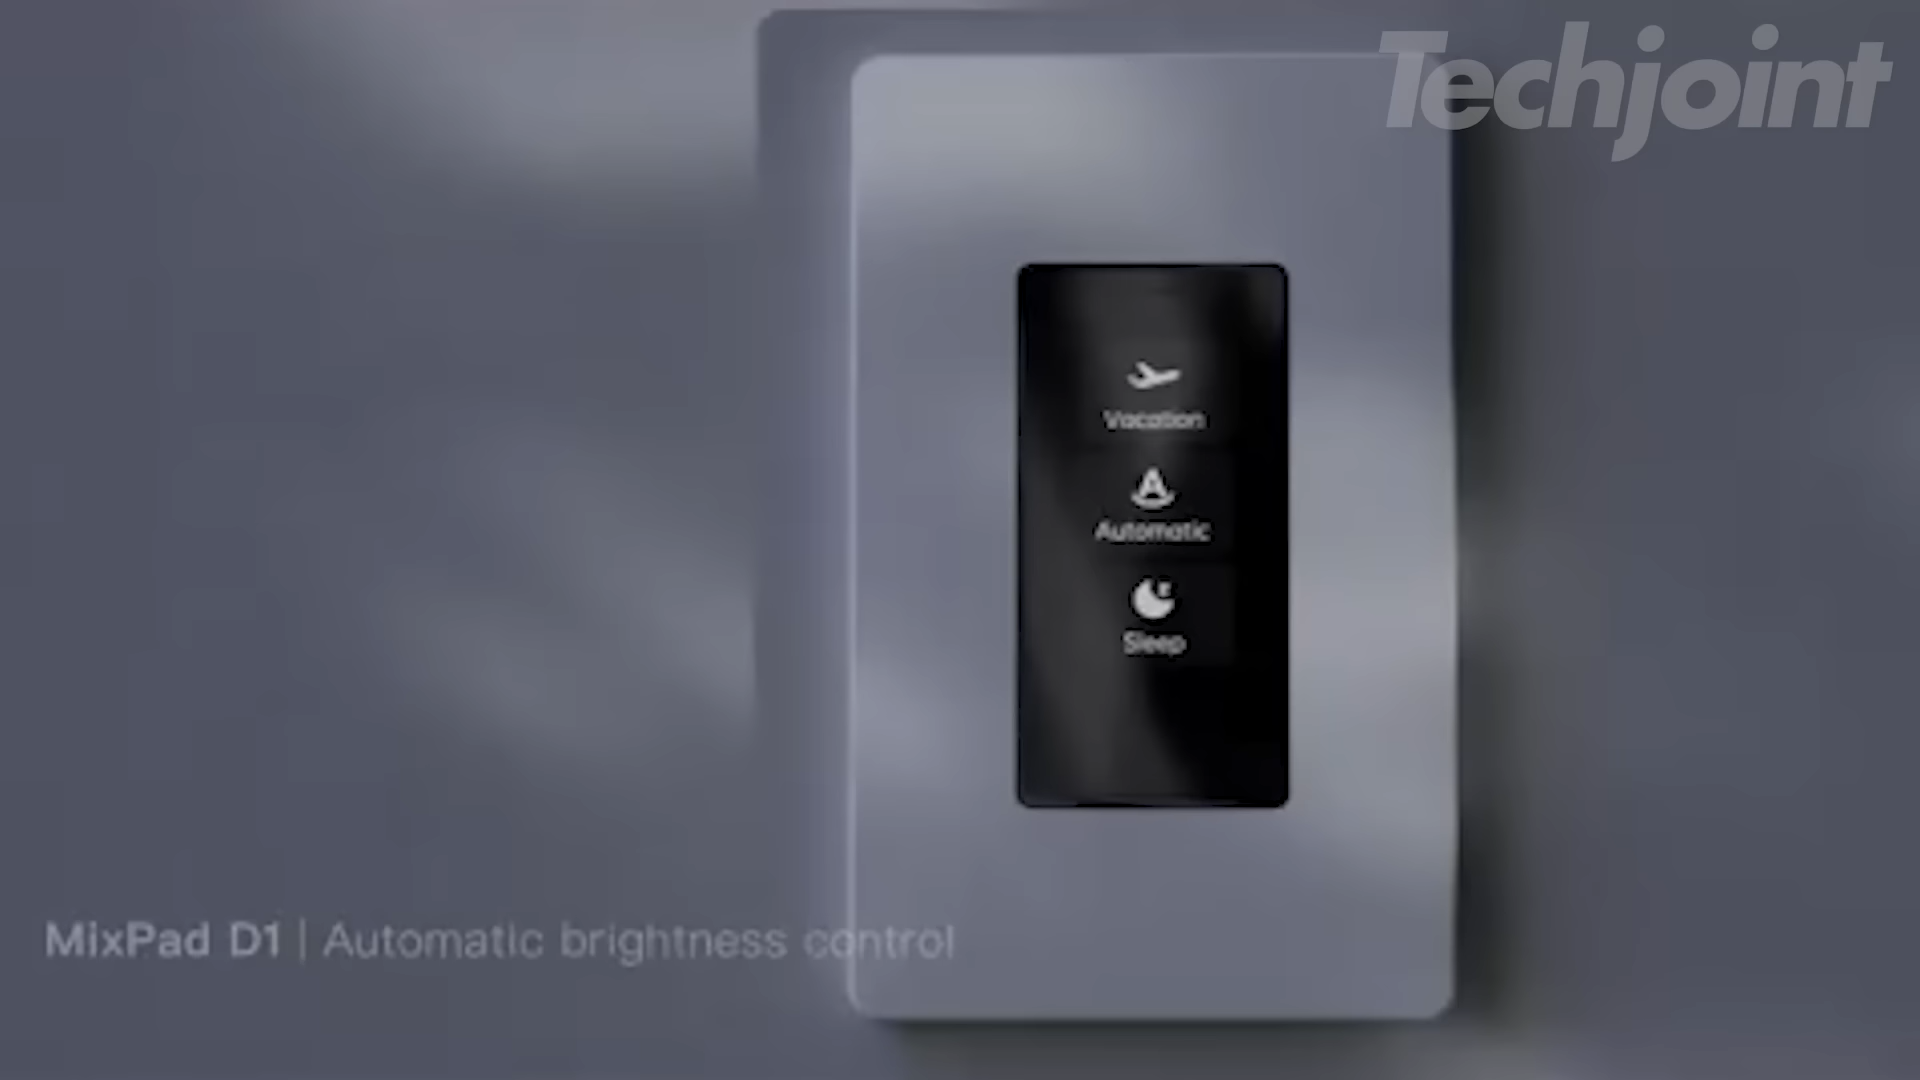 Techjoint
Vacation
Automatic
Sleep
MixPad D1 | Automatic brightness control